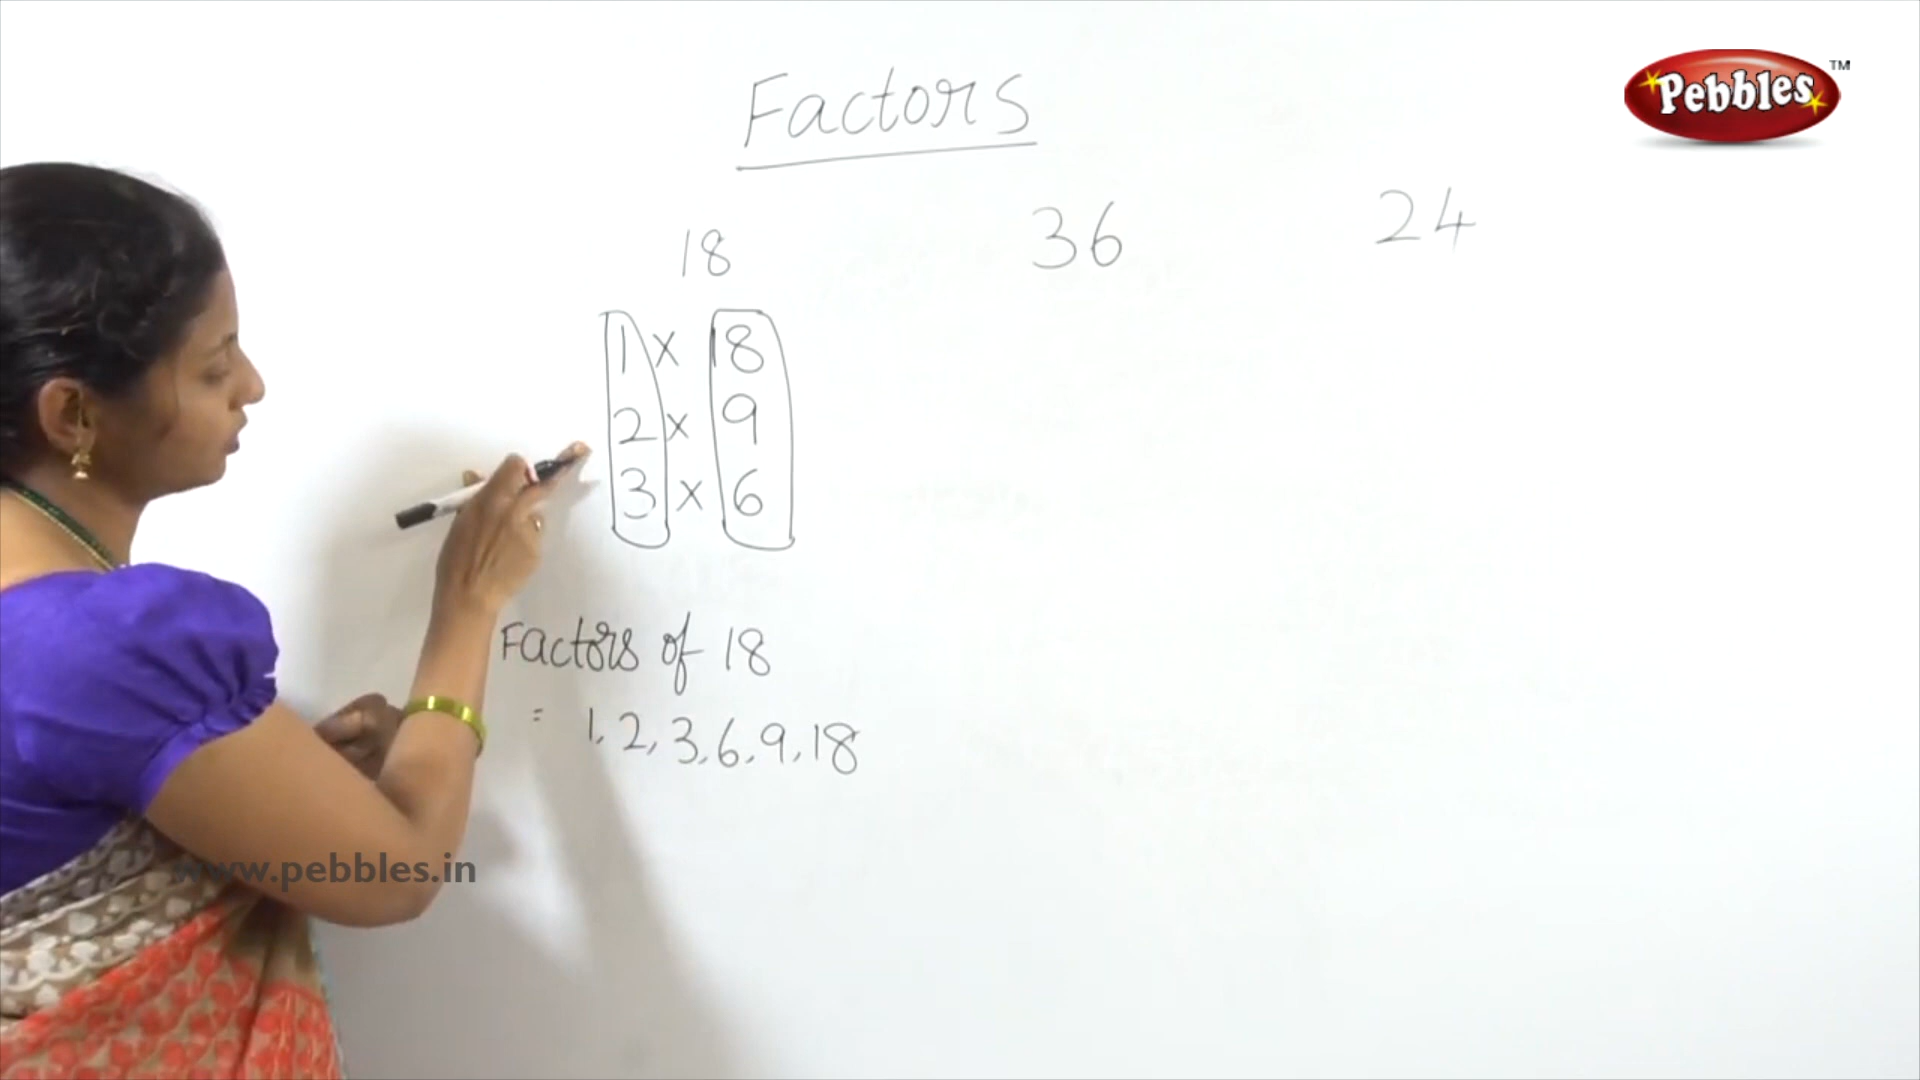 Factors
Pebbles TM
18 36 24
1 x 18
2 x 9
3 x 6
Factors of 18
= 1, 2, 3, 6, 9, 18
www.pebbles.in